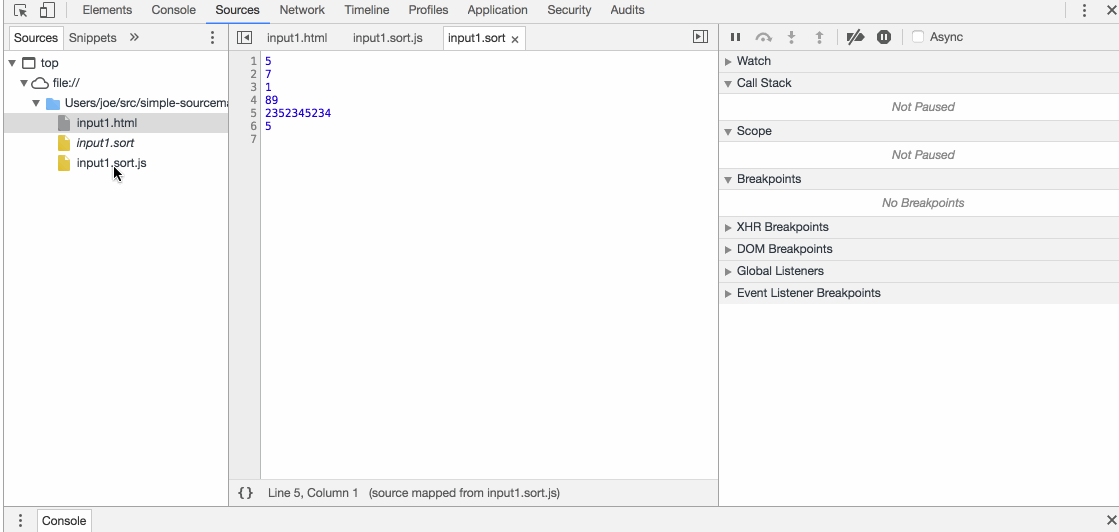 Elements Console Sources Network Timeline Profiles Application Security Audits
Sources Snippets
input1.html input1.sort.js input1.sort
Async
top
file://
Users/joe/src/simple-sourcema
input1.html
input1.sort
input1.sort.js
1 5
2 7
3 1
4 89
5 2352345234
6 5
7
Watch
Call Stack
Not Paused
Scope
Not Paused
Breakpoints
No Breakpoints
XHR Breakpoints
DOM Breakpoints
Global Listeners
Event Listener Breakpoints
{} Line 5, Column 1 (source mapped from input1.sort.js)
Console